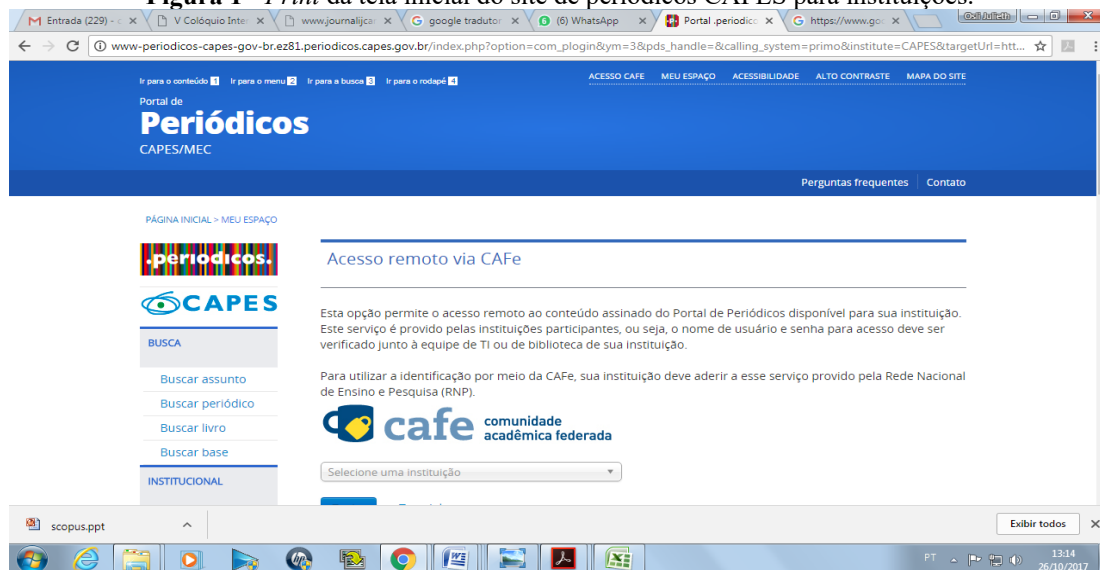 Figura 1 - Print da tela inicial do site de periódicos CAPES para instituições.
Entrada (229) - c
V Colóquio Inter
www.journalijcar
google tradutor
(6) WhatsApp
Portal .periodico
https://www.goo
www-periodicos-capes-gov-br.ez81.periodicos.capes.gov.br/index.php?option=com_plogin&ym=3&pds_handle=&calling_system=primo&institute=CAPES&targetUrl=htt...
Ir para o conteúdo 1 Ir para o menu 2 Ir para a busca 3 Ir para o rodapé 4
ACESSO CAFE MEU ESPAÇO ACESSIBILIDADE ALTO CONTRASTE MAPA DO SITE
Portal de
Periódicos
CAPES/MEC
Perguntas frequentes Contato
PÁGINA INICIAL > MEU ESPAÇO
.periodicos.
CAPES
BUSCA
Buscar assunto
Buscar periódico
Buscar livro
Buscar base
INSTITUCIONAL
Acesso remoto via CAFe
Esta opção permite o acesso remoto ao conteúdo assinado do Portal de Periódicos disponível para sua instituição.
Este serviço é provido pelas instituições participantes, ou seja, o nome de usuário e senha para acesso deve ser
verificado junto à equipe de TI ou de biblioteca de sua instituição.
Para utilizar a identificação por meio da CAFe, sua instituição deve aderir a esse serviço provido pela Rede Nacional
de Ensino e Pesquisa (RNP).
cafe comunidade
acadêmica federada
Selecione uma instituição
scopus.ppt
Exibir todos
PT
13:14
26/10/2017